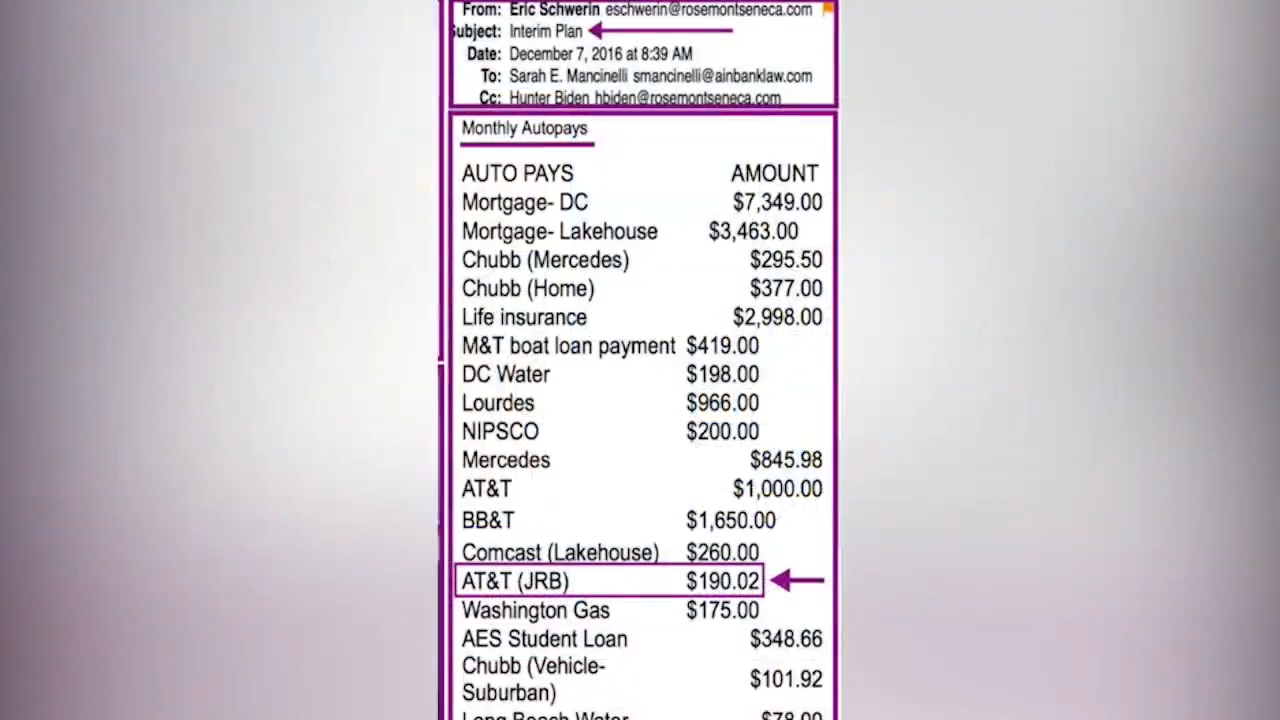 From: Eric Schwerin eschwerin@rosemontseneca.com
Subject: Interim Plan
Date: December 7, 2016 at 8:39 AM
To: Sarah E. Mancinelli smancinelli@ainbanklaw.com
Cc: Hunter Biden hbiden@rosemontseneca.com
Monthly Autopays
AUTO PAYS AMOUNT
Mortgage- DC $7,349.00
Mortgage- Lakehouse $3,463.00
Chubb (Mercedes) $295.50
Chubb (Home) $377.00
Life insurance $2,998.00
M&T boat loan payment $419.00
DC Water $198.00
Lourdes $966.00
NIPSCO $200.00
Mercedes $845.98
AT&T $1,000.00
BB&T $1,650.00
Comcast (Lakehouse) $260.00
AT&T (JRB) $190.02
Washington Gas $175.00
AES Student Loan $348.66
Chubb (Vehicle-
Suburban) $101.92
Long Beach Water $78.00